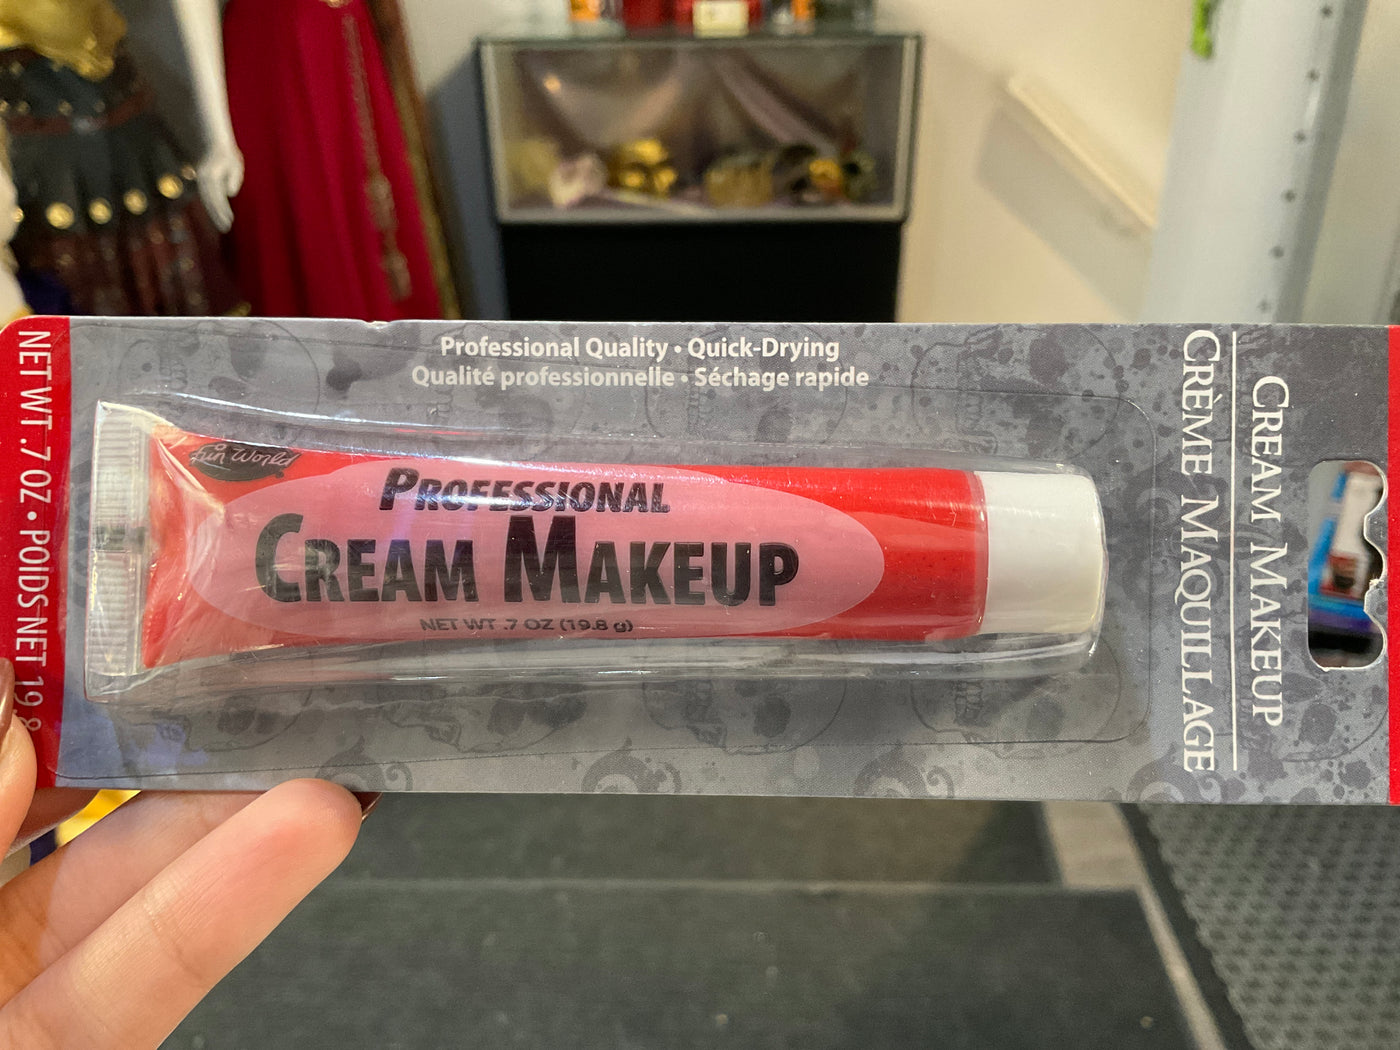 Professional Quality • Quick-Drying
Qualité professionnelle • Séchage rapide
NET WT .7 OZ • POIDS NET 19.8
fun World
PROFESSIONAL
CREAM MAKEUP
NET WT .7 OZ (19.8 g)
CREAM MAKEUP
CRÈME MAQUILLAGE